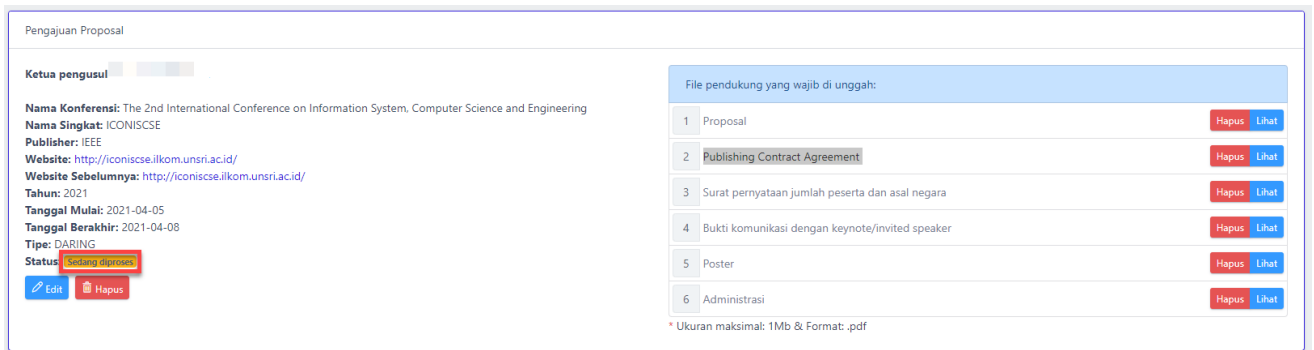 Pengajuan Proposal
Ketua pengusul
Nama Konferensi: The 2nd International Conference on Information System, Computer Science and Engineering
Nama Singkat: ICONISCSE
Publisher: IEEE
Website: http://iconiscse.ilkom.unsri.ac.id/
Website Sebelumnya: http://iconiscse.ilkom.unsri.ac.id/
Tahun: 2021
Tanggal Mulai: 2021-04-05
Tanggal Berakhir: 2021-04-08
Tipe: DARING
Status Sedang diproses
Edit Hapus
File pendukung yang wajib di unggah:
1 Proposal Hapus Lihat
2 Publishing Contract Agreement Hapus Lihat
3 Surat pernyataan jumlah peserta dan asal negara Hapus Lihat
4 Bukti komunikasi dengan keynote/invited speaker Hapus Lihat
5 Poster Hapus Lihat
6 Administrasi Hapus Lihat
* Ukuran maksimal: 1Mb & Format: .pdf